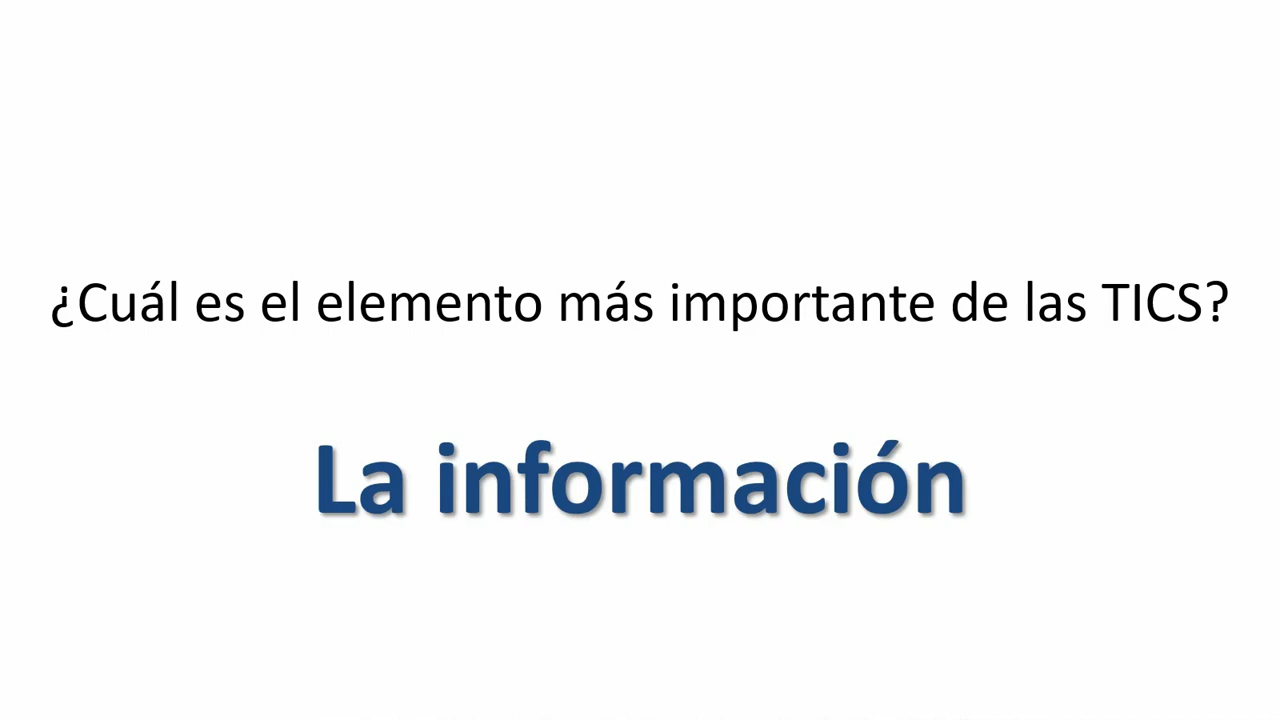 ¿Cuál es el elemento más importante de las TICS?
La información